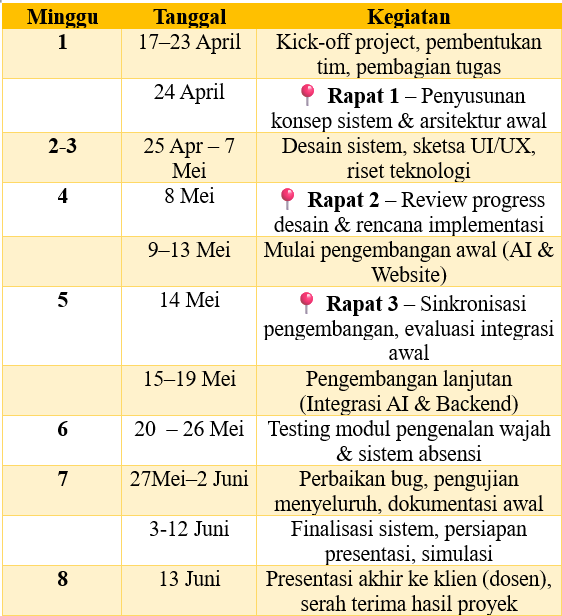 Minggu Tanggal Kegiatan
1 17–23 April Kick-off project, pembentukan
tim, pembagian tugas
24 April 📍 Rapat 1 – Penyusunan
konsep sistem & arsitektur awal
2-3 25 Apr – 7 Desain sistem, sketsa UI/UX,
Mei riset teknologi
4 8 Mei 📍 Rapat 2 – Review progress
desain & rencana implementasi
9–13 Mei Mulai pengembangan awal (AI &
Website)
5 14 Mei 📍 Rapat 3 – Sinkronisasi
pengembangan, evaluasi integrasi
awal
15–19 Mei Pengembangan lanjutan
(Integrasi AI & Backend)
6 20 – 26 Mei Testing modul pengenalan wajah
& sistem absensi
7 27Mei–2 Juni Perbaikan bug, pengujian
menyeluruh, dokumentasi awal
3-12 Juni Finalisasi sistem, persiapan
presentasi, simulasi
8 13 Juni Presentasi akhir ke klien (dosen),
serah terima hasil proyek